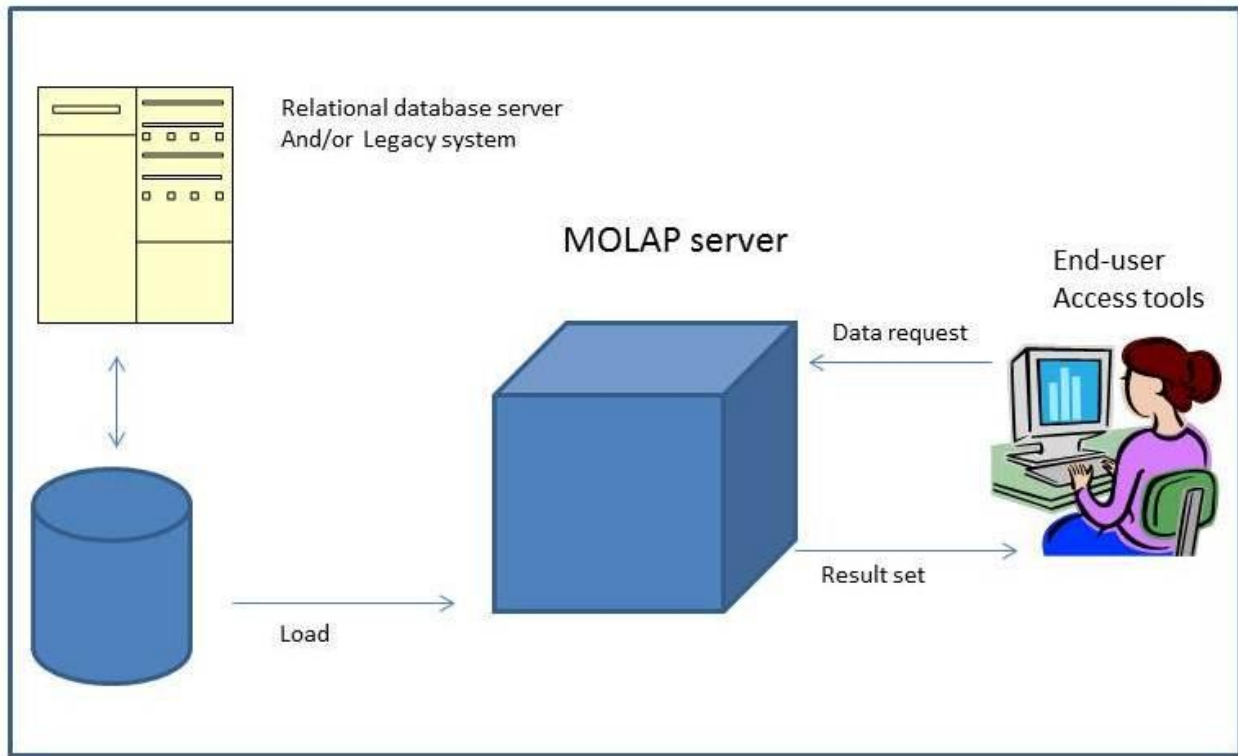 Relational database server
And/or Legacy system
MOLAP server
End-user
Access tools
Data request
Result set
Load